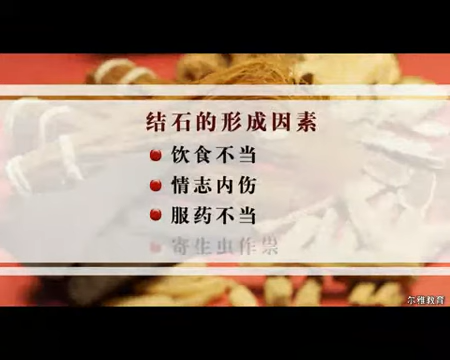 结石的形成因素
饮食不当
情志内伤
服药不当
寄生虫作祟
尔雅教育